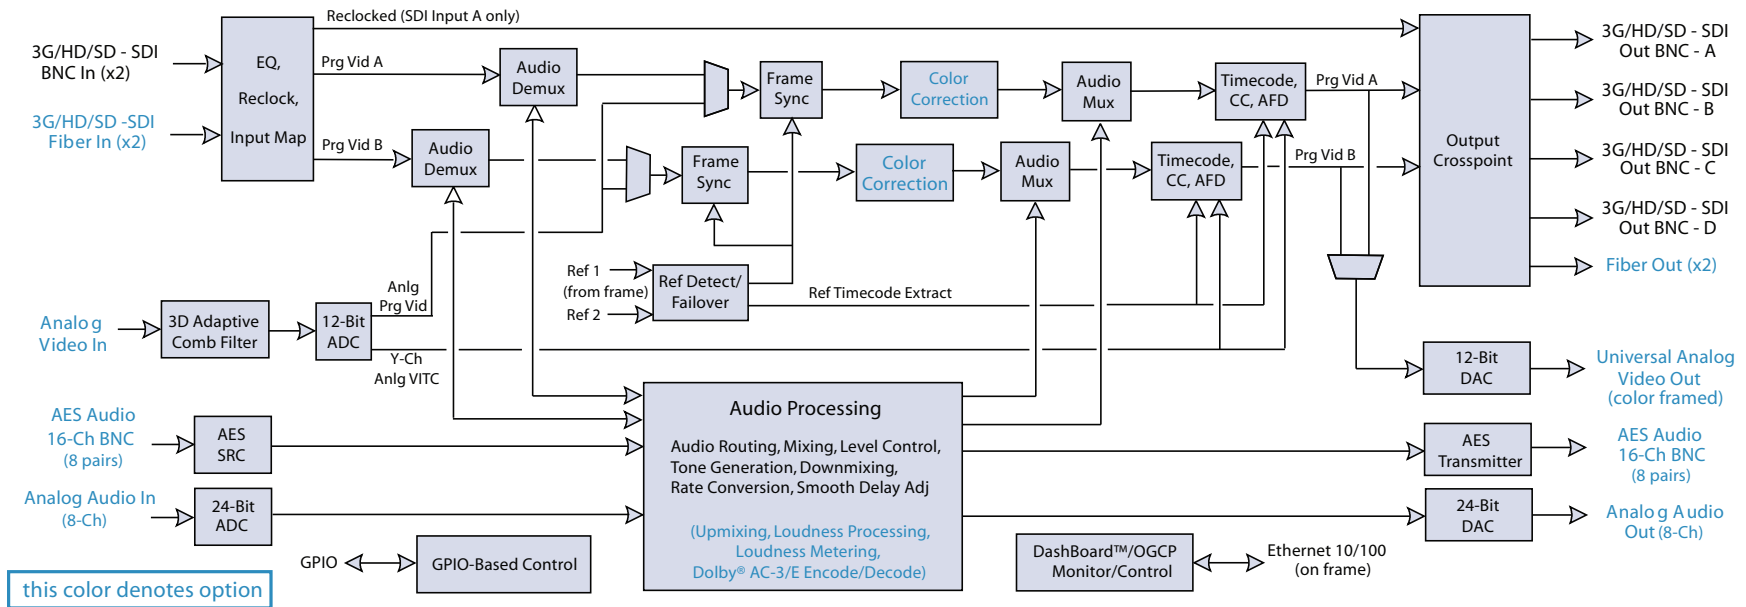 Reclocked (SDI Input A only)
3G/HD/SD - SDI
BNC In (x2)
3G/HD/SD -SDI
Fiber In (x2)
EQ,
Reclock,
Input Map
Prg Vid A
Prg Vid B
Audio
Demux
Audio
Demux
Frame
Sync
Frame
Sync
Color
Correction
Color
Correction
Audio
Mux
Audio
Mux
Timecode,
CC, AFD
Timecode,
CC, AFD
Prg Vid A
Prg Vid B
Output
Crosspoint
3G/HD/SD - SDI
Out BNC - A
3G/HD/SD - SDI
Out BNC - B
3G/HD/SD - SDI
Out BNC - C
3G/HD/SD - SDI
Out BNC - D
Fiber Out (x2)
Ref 1
(from frame)
Ref 2
Ref Detect/
Failover
Ref Timecode Extract
Analog
Video In
3D Adaptive
Comb Filter
12-Bit
ADC
Anlg
Prg Vid
Y-Ch
Anlg VITC
12-Bit
DAC
Universal Analog
Video Out
(color framed)
AES Audio
16-Ch BNC
(8 pairs)
AES
SRC
Analog Audio In
(8-Ch)
24-Bit
ADC
Audio Processing
Audio Routing, Mixing, Level Control,
Tone Generation, Downmixing,
Rate Conversion, Smooth Delay Adj
(Upmixing, Loudness Processing,
Loudness Metering,
Dolby® AC-3/E Encode/Decode)
AES
Transmitter
AES Audio
16-Ch BNC
(8 pairs)
24-Bit
DAC
Analog Audio
Out (8-Ch)
GPIO
GPIO-Based Control
DashBoard™/OGCP
Monitor/Control
Ethernet 10/100
(on frame)
this color denotes option